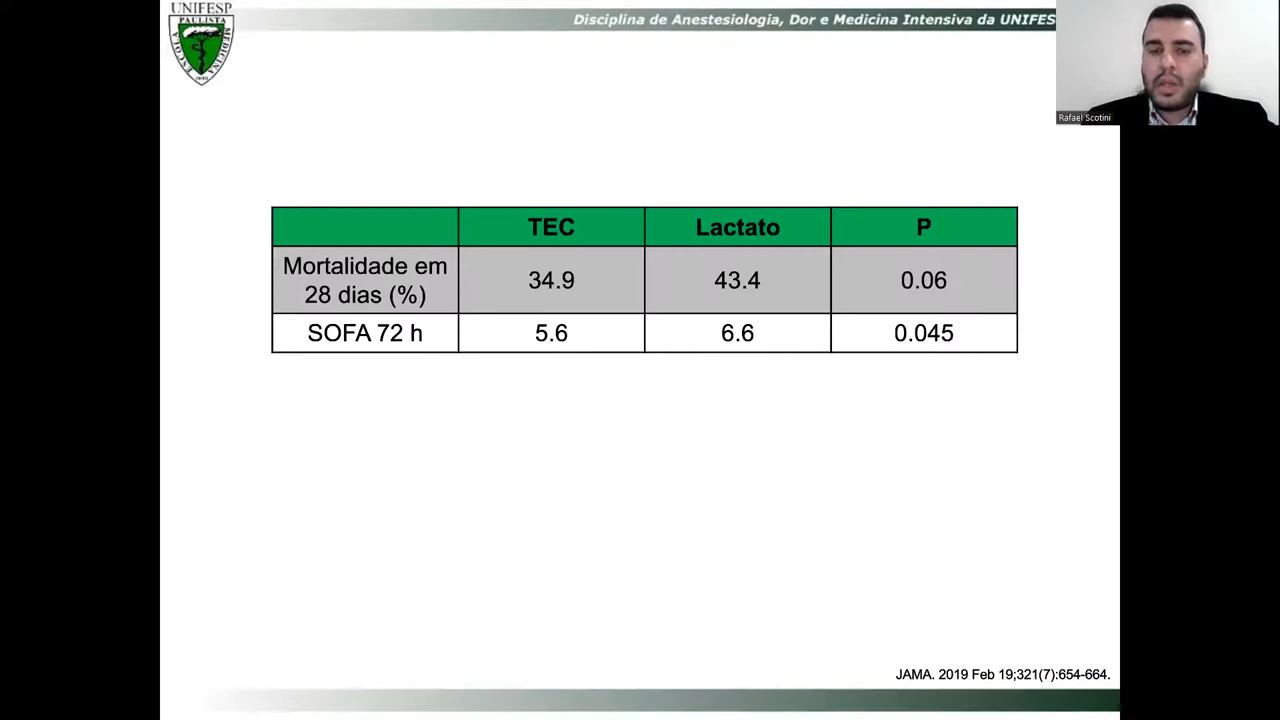 UNIFESP
PAULISTA
ESCOLA
MEDICINA
Disciplina de Anestesiologia, Dor e Medicina Intensiva da UNIFES
Rafael Scotini
TEC Lactato P
Mortalidade em
28 dias (%) 34.9 43.4 0.06
SOFA 72 h 5.6 6.6 0.045
JAMA. 2019 Feb 19;321(7):654-664.